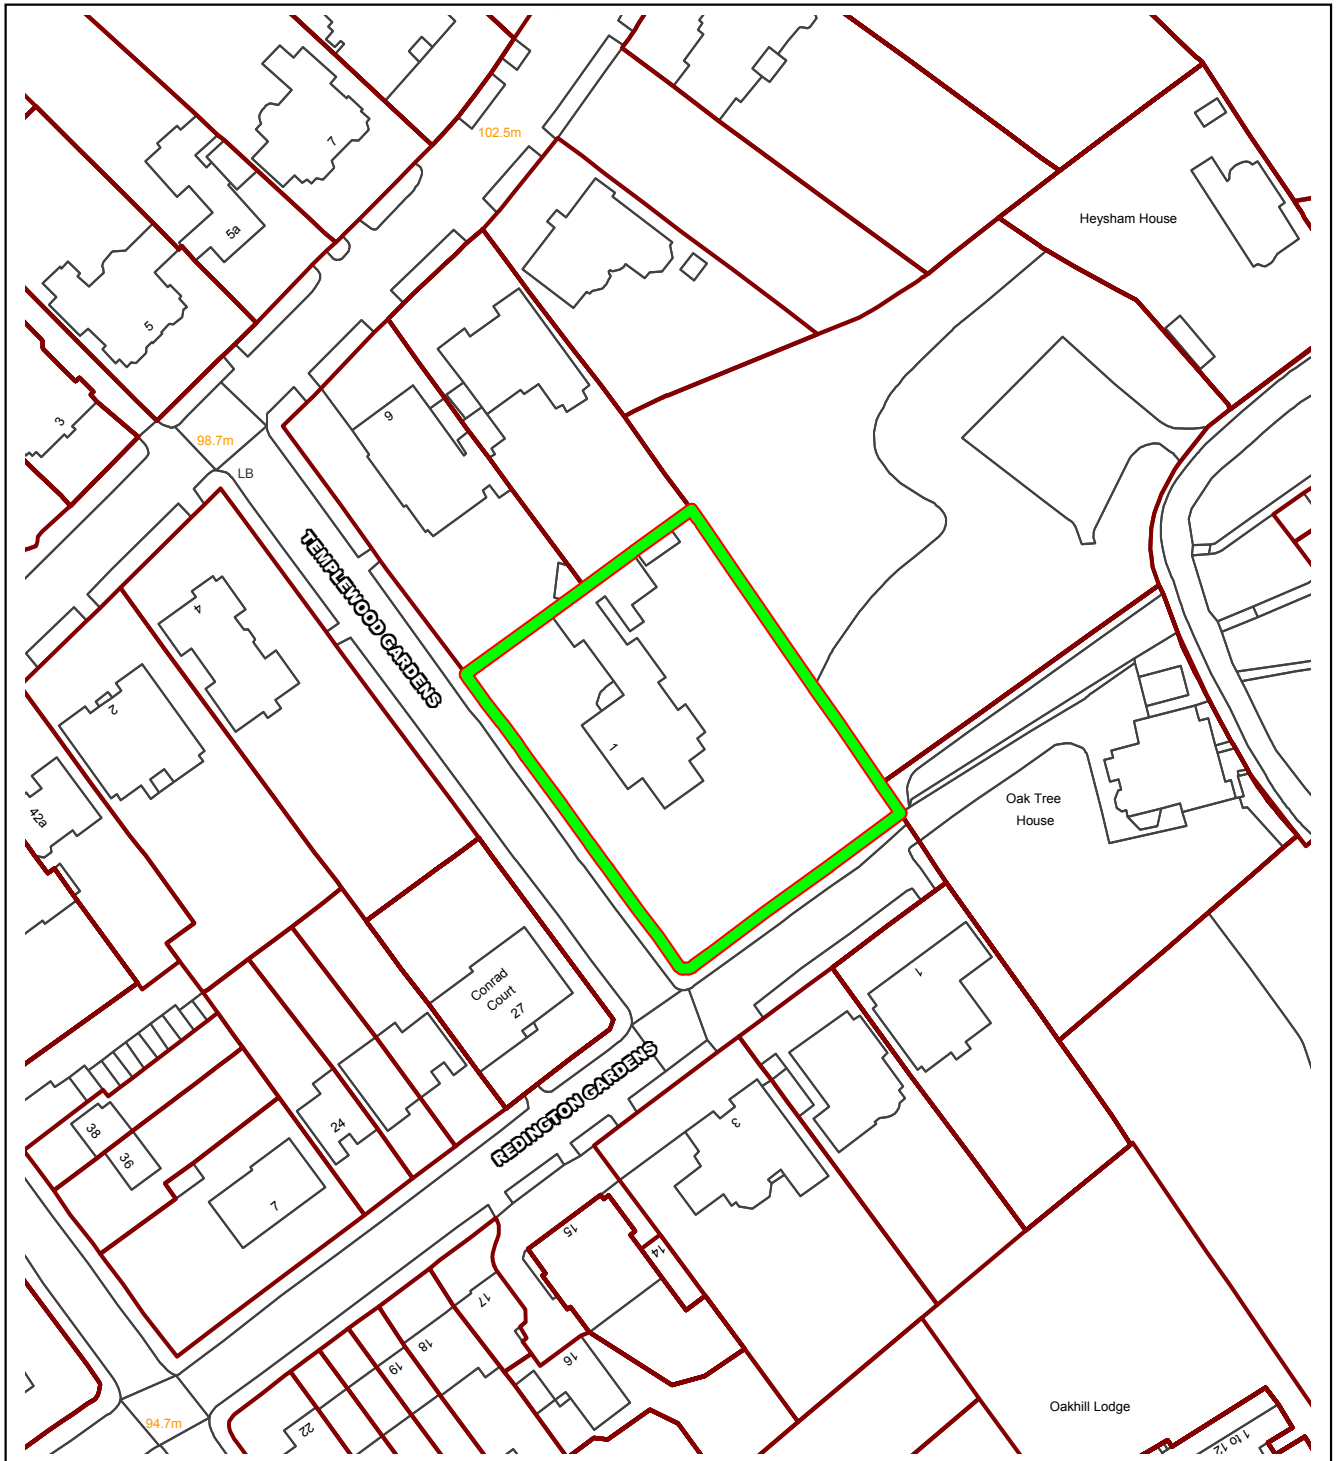 7
102.5m
5a
5
3
Heysham House
9
98.7m
LB
TEMPLEWOOD GARDENS
4
2
42a
1
Oak Tree
House
Conrad
Court
27
1
REDINGTON GARDENS
3
38
36
24
7
15
14
17
16
18
19
22
94.7m
Oakhill Lodge
1 to 12